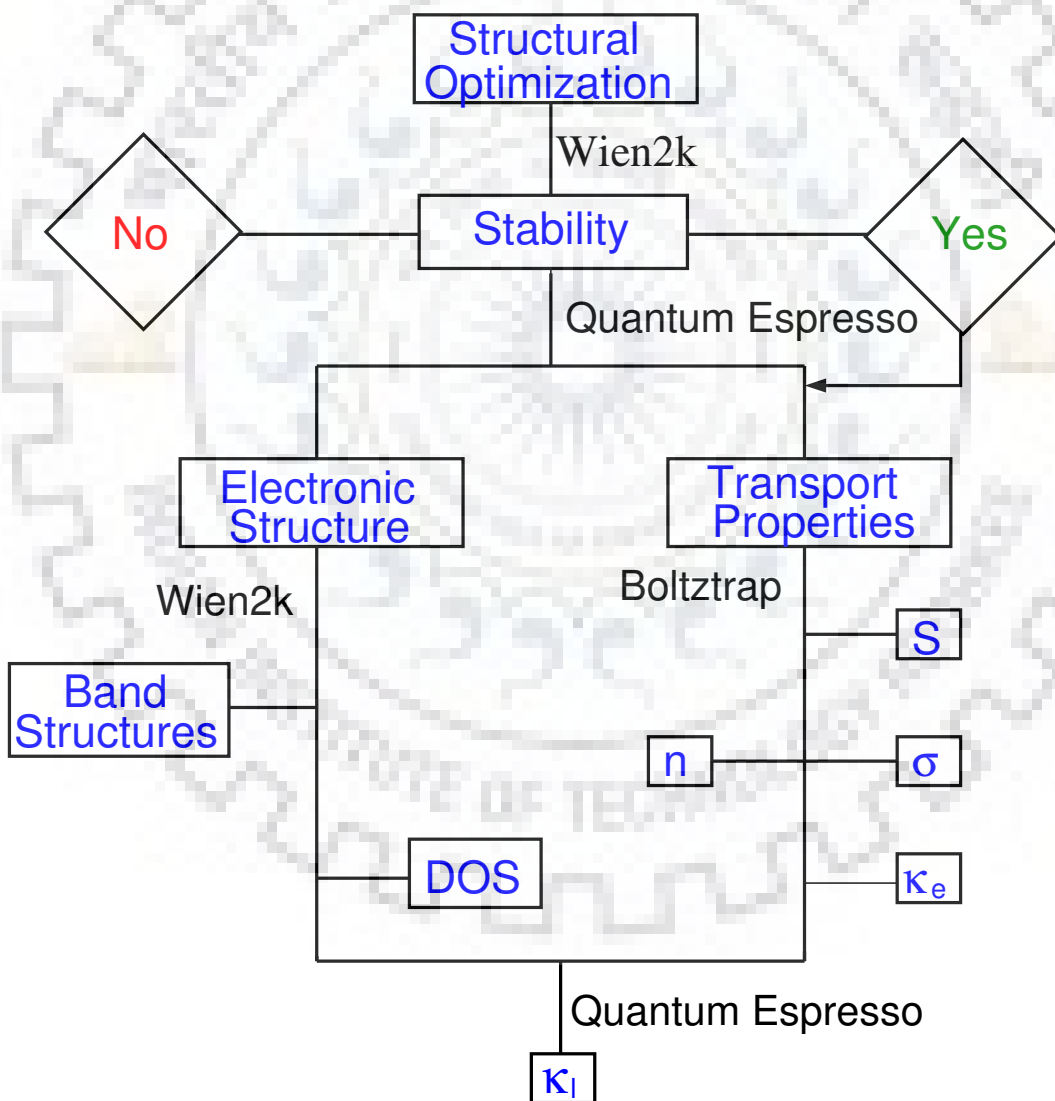 Structural
Optimization
Wien2k
No
Stability
Yes
Quantum Espresso
Electronic
Structure
Transport
Properties
Wien2k
Boltztrap
S
Band
Structures
n
σ
DOS
κe
Quantum Espresso
κl